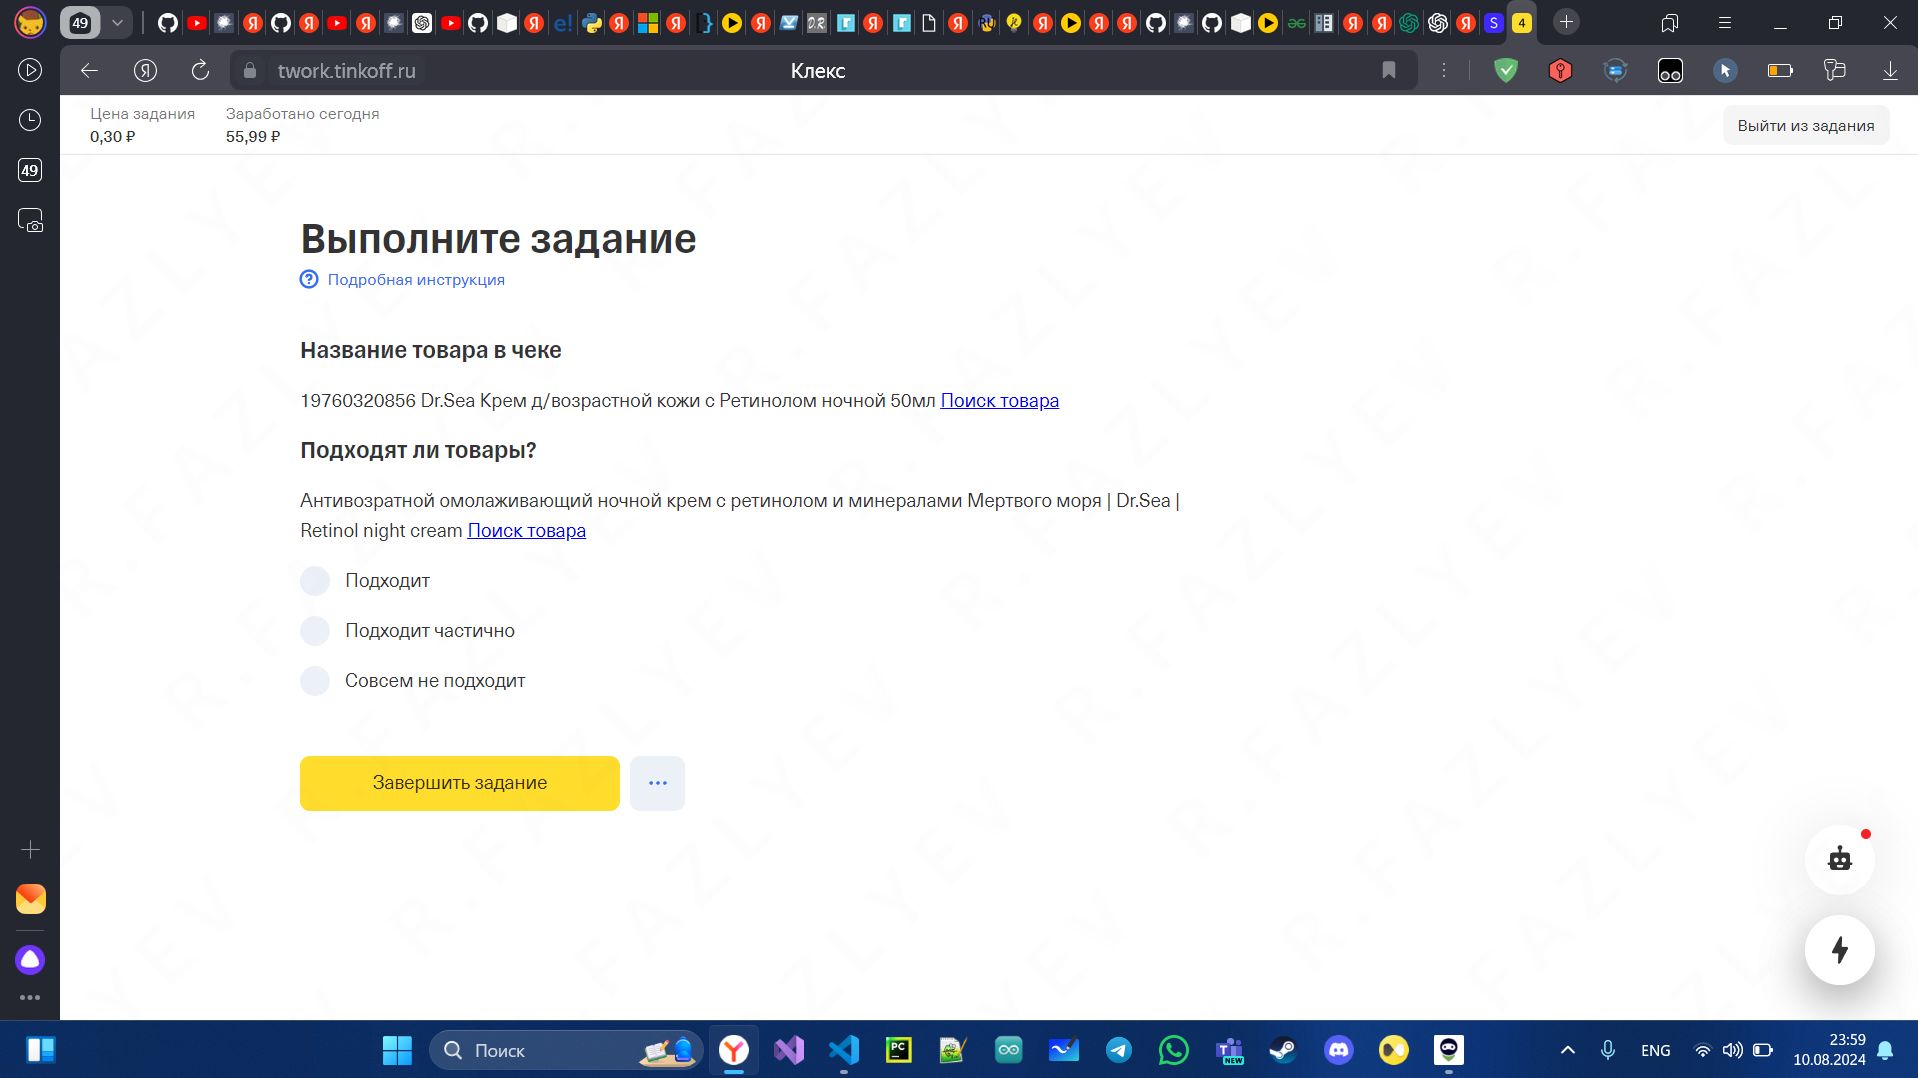 49
twork.tinkoff.ru
Клекс
49
Цена задания
0,30 ₽
Заработано сегодня
55,99 ₽
Выйти из задания
Выполните задание
Подробная инструкция
Название товара в чеке
19760320856 Dr.Sea Крем д/возрастной кожи с Ретинолом ночной 50мл Поиск товара
Подходят ли товары?
Антивозратной омолаживающий ночной крем с ретинолом и минералами Мертвого моря | Dr.Sea |
Retinol night cream Поиск товара
Подходит
Подходит частично
Совсем не подходит
Завершить задание
R.FAZLYEV
Поиск
ENG
23:59
10.08.2024